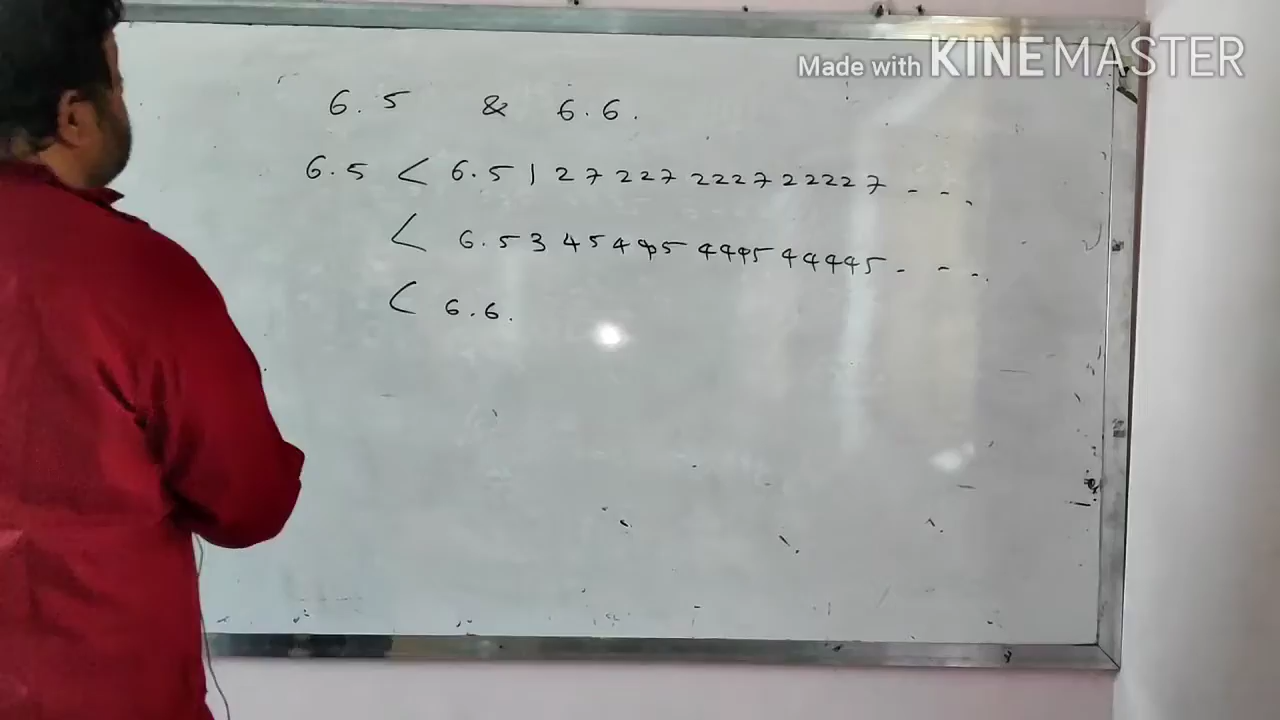 Made with KINEMASTER
6.5 & 6.6.
6.5 < 6.5127227222722227 - - .
< 6.5345445444544445 - - - .
< 6.6.